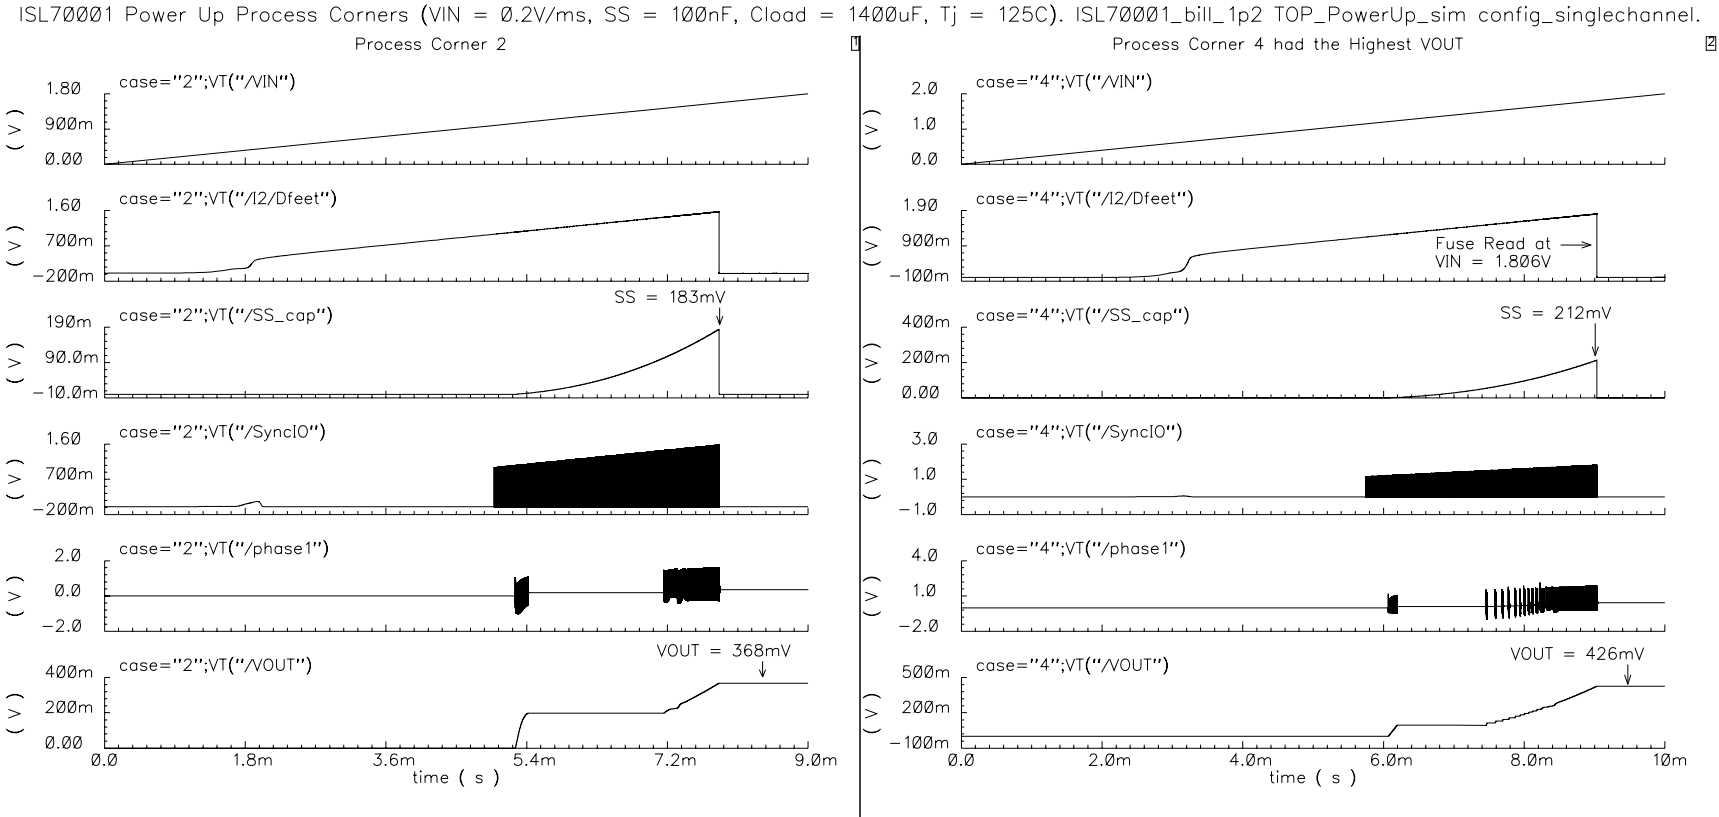 ISL70001 Power Up Process Corners (VIN = 0.2V/ms, SS = 100nF, Cload = 1400uF, Tj = 125C). ISL70001_bill_1p2 TOP_PowerUp_sim config_singlechannel.
Process Corner 2
1
case="2";VT("/VIN")
1.80
900m
0.00
( V )
case="2";VT("/I2/Dfeet")
1.60
700m
-200m
( V )
SS = 183mV
case="2";VT("/SS_cap")
190m
90.0m
-10.0m
( V )
case="2";VT("/SyncIO")
1.60
700m
-200m
( V )
case="2";VT("/phase1")
2.0
0.0
-2.0
( V )
VOUT = 368mV
case="2";VT("/VOUT")
400m
200m
0.00
( V )
0.0 1.8m 3.6m 5.4m 7.2m 9.0m
time ( s )
Process Corner 4 had the Highest VOUT
2
case="4";VT("/VIN")
2.0
1.0
0.0
( V )
case="4";VT("/I2/Dfeet")
1.90
900m
-100m
( V )
Fuse Read at
VIN = 1.806V
SS = 212mV
case="4";VT("/SS_cap")
400m
200m
0.00
( V )
case="4";VT("/SyncIO")
3.0
1.0
-1.0
( V )
case="4";VT("/phase1")
4.0
1.0
-2.0
( V )
VOUT = 426mV
case="4";VT("/VOUT")
500m
200m
-100m
( V )
0.0 2.0m 4.0m 6.0m 8.0m 10m
time ( s )